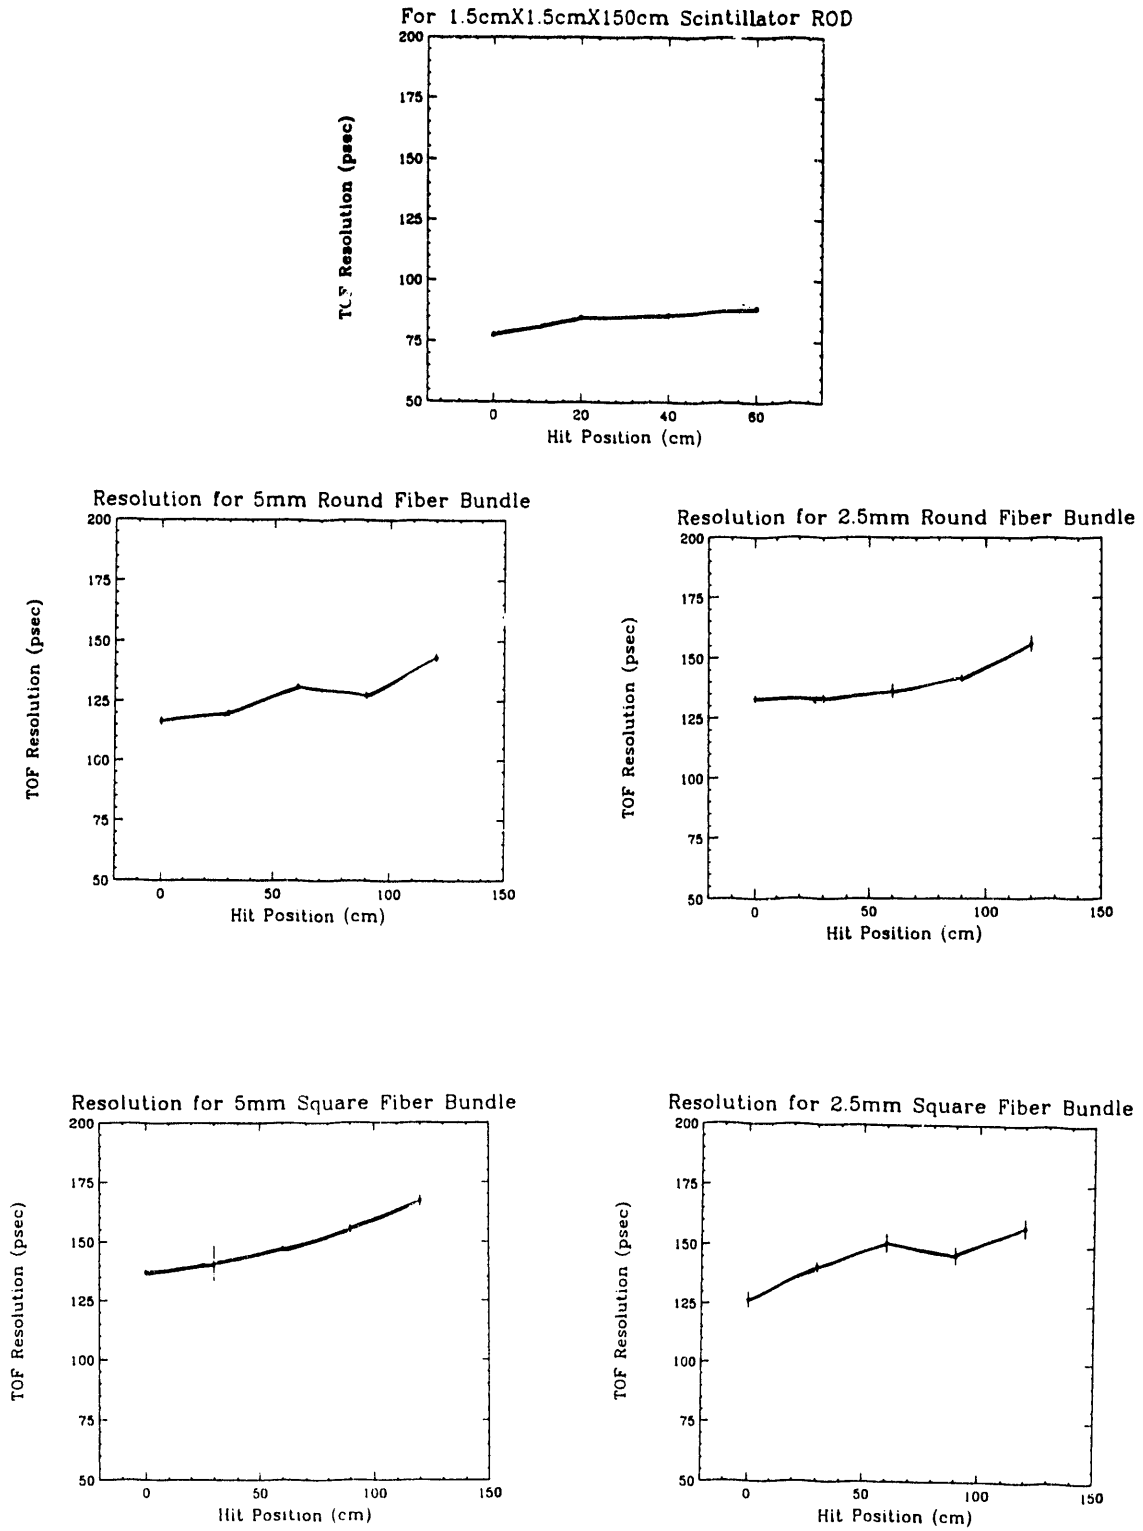 For 1.5cmX1.5cmX150cm Scintillator ROD
200
175
150
125
100
75
50
TOF Resolution (psec)
0 20 40 60
Hit Position (cm)
Resolution for 5mm Round Fiber Bundle
200
175
150
125
100
75
50
TOF Resolution (psec)
0 50 100 150
Hit Position (cm)
Resolution for 2.5mm Round Fiber Bundle
200
175
150
125
100
75
50
TOF Resolution (psec)
0 50 100 150
Hit Position (cm)
Resolution for 5mm Square Fiber Bundle
200
175
150
125
100
75
50
TOF Resolution (psec)
0 50 100 150
Hit Position (cm)
Resolution for 2.5mm Square Fiber Bundle
200
175
150
125
100
75
50
TOF Resolution (psec)
0 50 100 150
Hit Position (cm)